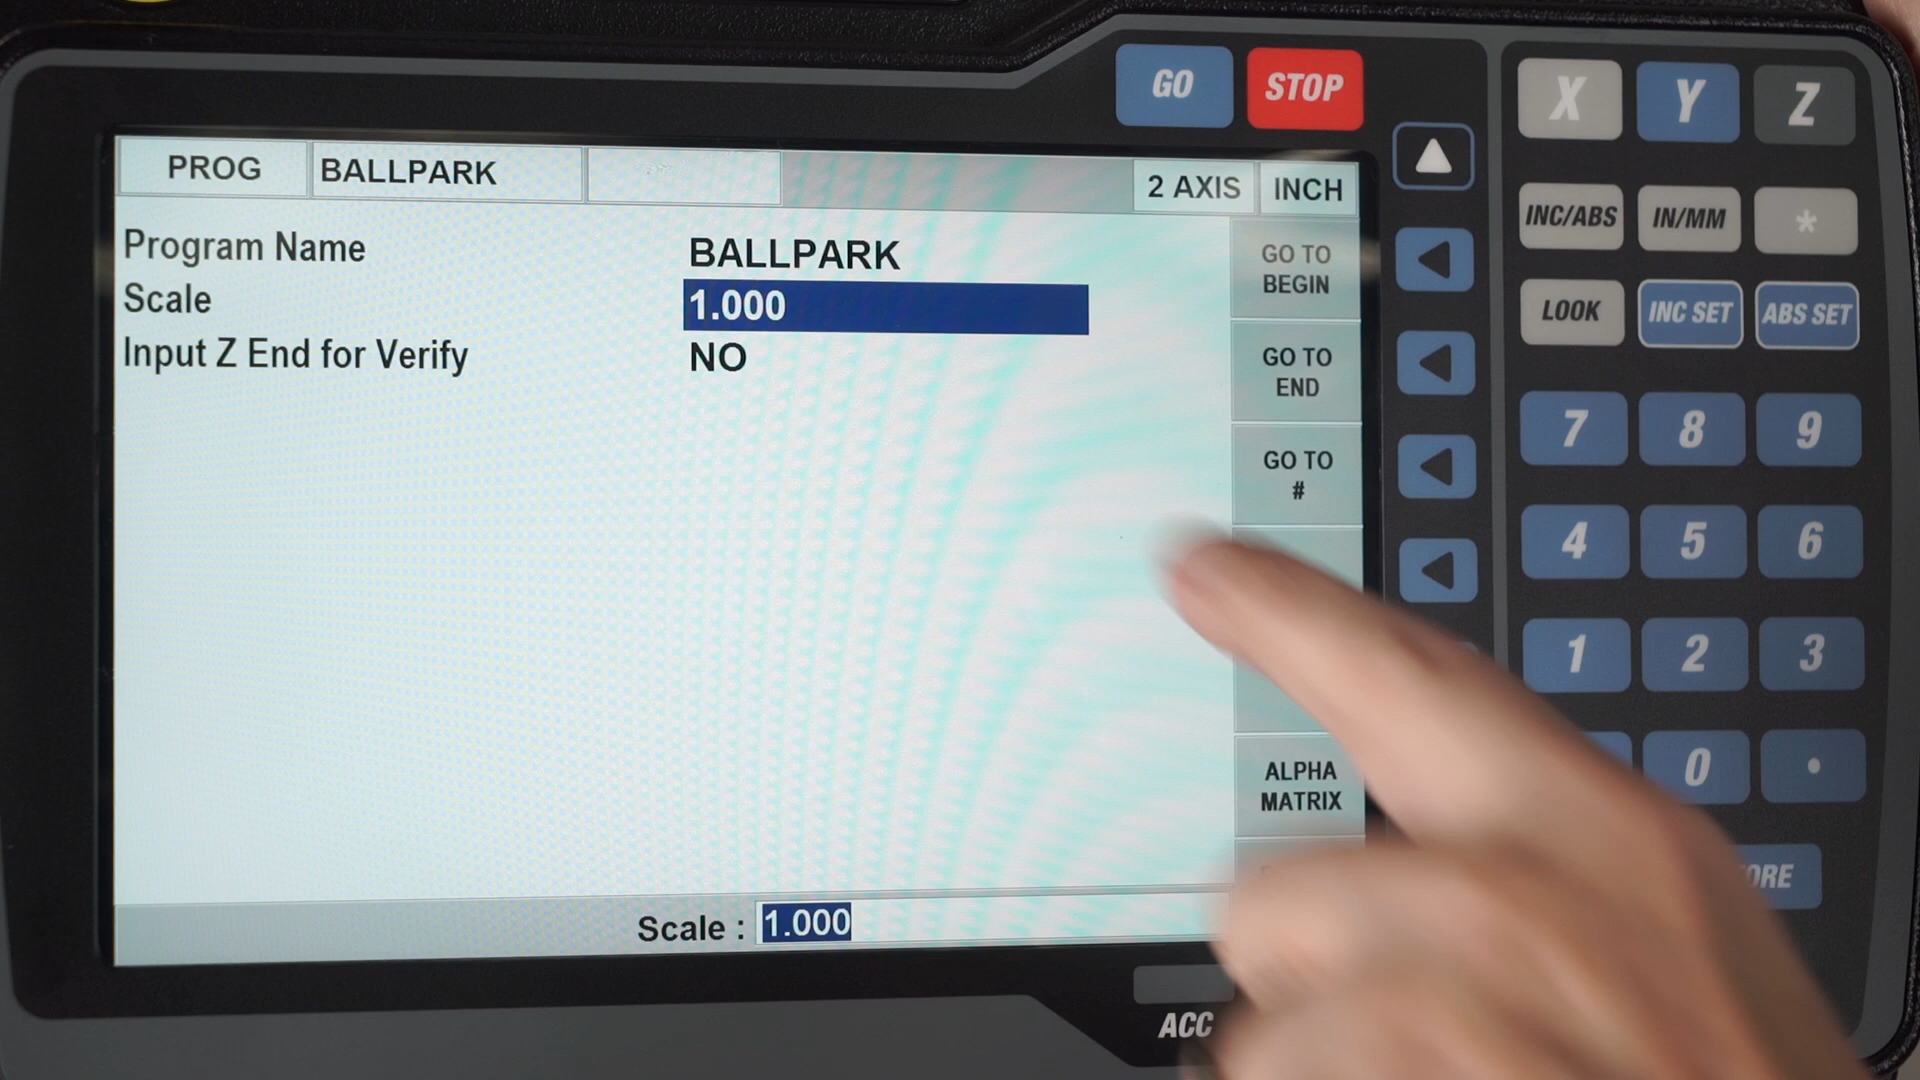 GO STOP
X Y Z
PROG BALLPARK 2 AXIS INCH
INC/ABS IN/MM *
Program Name BALLPARK
Scale 1.000
Input Z End for Verify NO
GO TO
BEGIN
GO TO
END
GO TO
#
ALPHA
MATRIX
LOOK INC SET ABS SET
7 8 9
4 5 6
1 2 3
0 .
Scale : 1.000
ACC